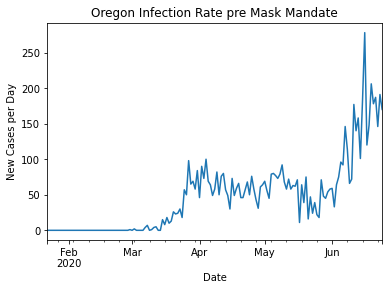 Oregon Infection Rate pre Mask Mandate
New Cases per Day
250
200
150
100
50
0
Feb
2020
Mar
Apr
May
Jun
Date